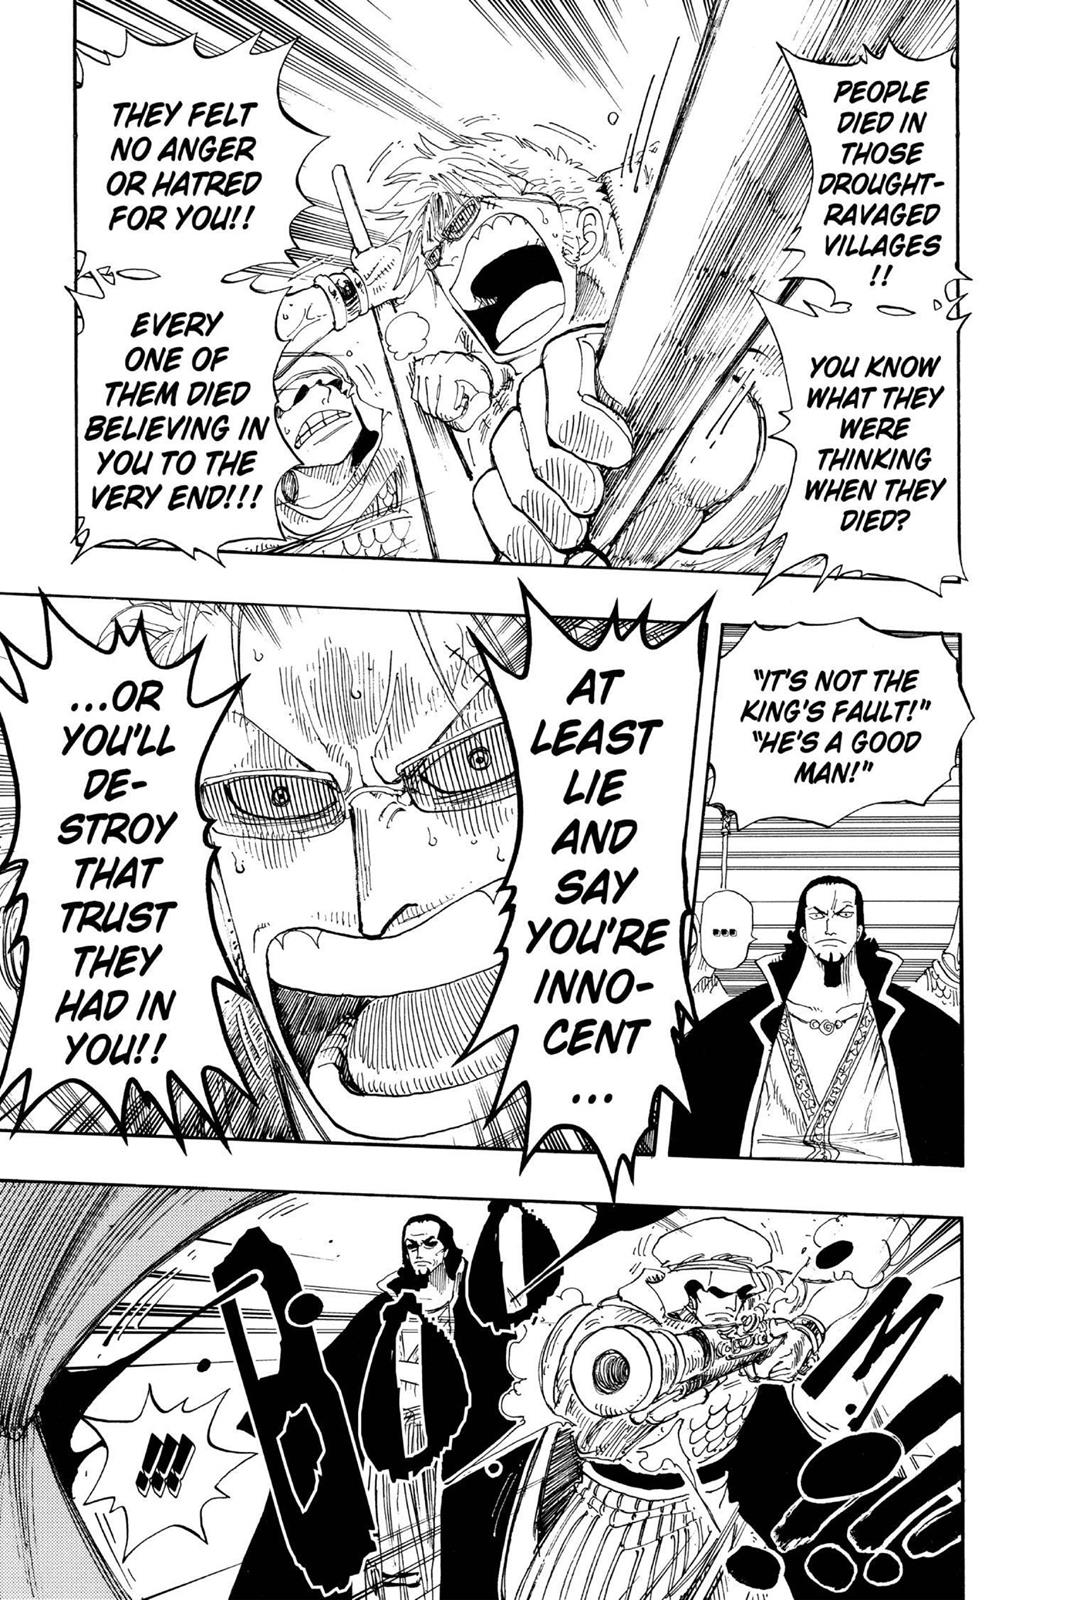 PEOPLE
DIED IN
THOSE
DROUGHT-
RAVAGED
VILLAGES
!!
YOU KNOW
WHAT THEY
WERE
THINKING
WHEN THEY
DIED?
THEY FELT
NO ANGER
OR HATRED
FOR YOU!!
EVERY
ONE OF
THEM DIED
BELIEVING IN
YOU TO THE
VERY END!!!
"IT'S NOT THE
KING'S FAULT!"
"HE'S A GOOD
MAN!"
...
AT
LEAST
LIE
AND
SAY
YOU'RE
INNO-
CENT
...
...OR
YOU'LL
DE-
STROY
THAT
TRUST
THEY
HAD IN
YOU!!
!!!